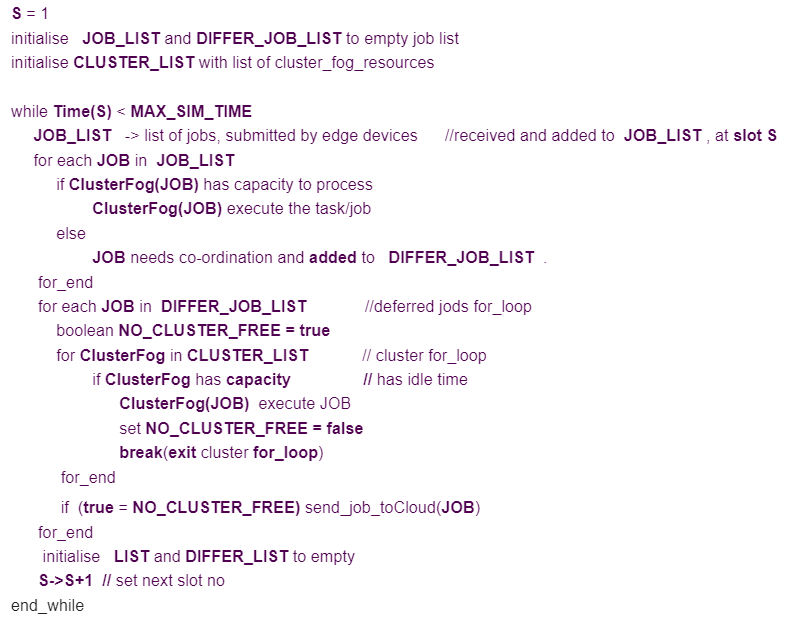 S = 1
initialise JOB_LIST and DIFFER_JOB_LIST to empty job list
initialise CLUSTER_LIST with list of cluster_fog_resources
while Time(S) < MAX_SIM_TIME
JOB_LIST -> list of jobs, submitted by edge devices //received and added to JOB_LIST , at slot S
for each JOB in JOB_LIST
if ClusterFog(JOB) has capacity to process
ClusterFog(JOB) execute the task/job
else
JOB needs co-ordination and added to DIFFER_JOB_LIST .
for_end
for each JOB in DIFFER_JOB_LIST //deferred jods for_loop
boolean NO_CLUSTER_FREE = true
for ClusterFog in CLUSTER_LIST // cluster for_loop
if ClusterFog has capacity // has idle time
ClusterFog(JOB) execute JOB
set NO_CLUSTER_FREE = false
break(exit cluster for_loop)
for_end
if (true = NO_CLUSTER_FREE) send_job_toCloud(JOB)
for_end
initialise LIST and DIFFER_LIST to empty
S->S+1 // set next slot no
end_while